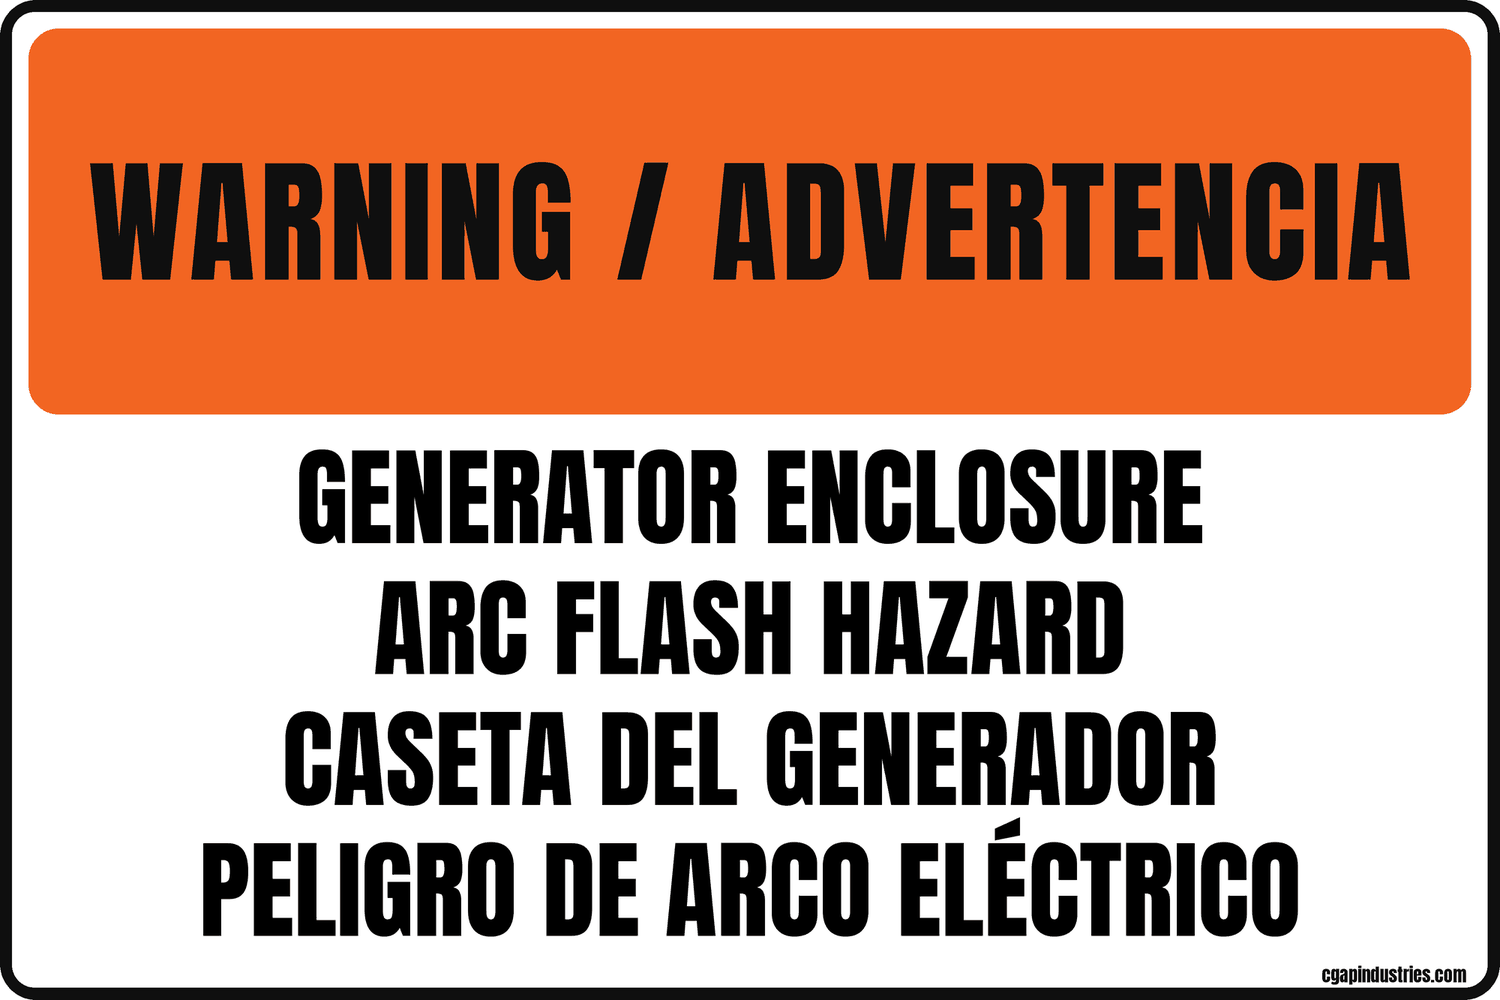 WARNING / ADVERTENCIA
GENERATOR ENCLOSURE
ARC FLASH HAZARD
CASETA DEL GENERADOR
PELIGRO DE ARCO ELÉCTRICO
cgapindustries.com